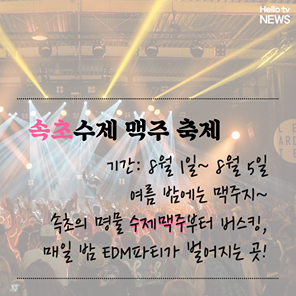 Hello tv
NEWS
속초수제 맥주 축제
기간: 8월 1일~ 8월 5일
여름 밤에는 맥주지~
속초의 명물 수제맥주부터 버스킹,
매일 밤 EDM파티가 벌어지는 곳!